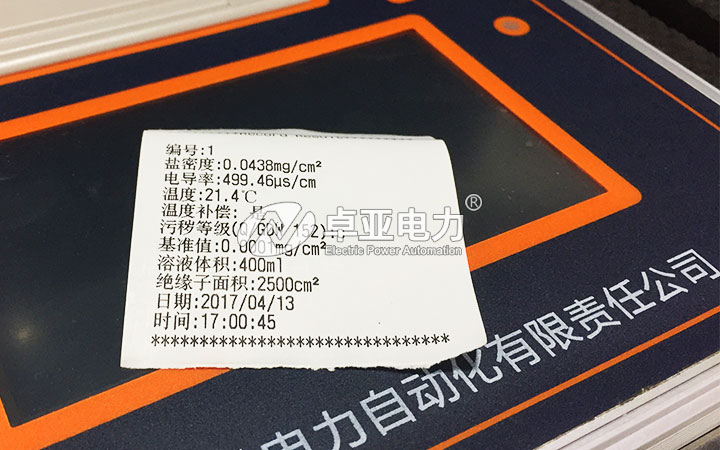 编号:1
盐密度:0.0438mg/cm²
电导率:499.46μs/cm
温度:21.4℃
温度补偿: 是
污秽等级(Q/GDW 152):
基准值:0.0001mg/cm²
溶液体积:400ml
绝缘子面积:2500cm²
日期:2017/04/13
时间:17:00:45
********************************
卓亚电力®
Electric Power Automation
电力自动化有限责任公司